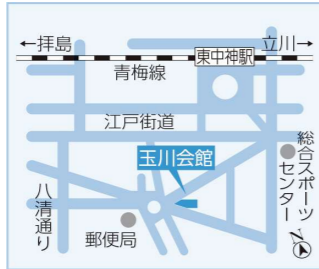 ←拝島
立川→
東中神駅
青梅線
江戸街道
玉川会館
総合スポーツ
センター
八清通り
郵便局
N